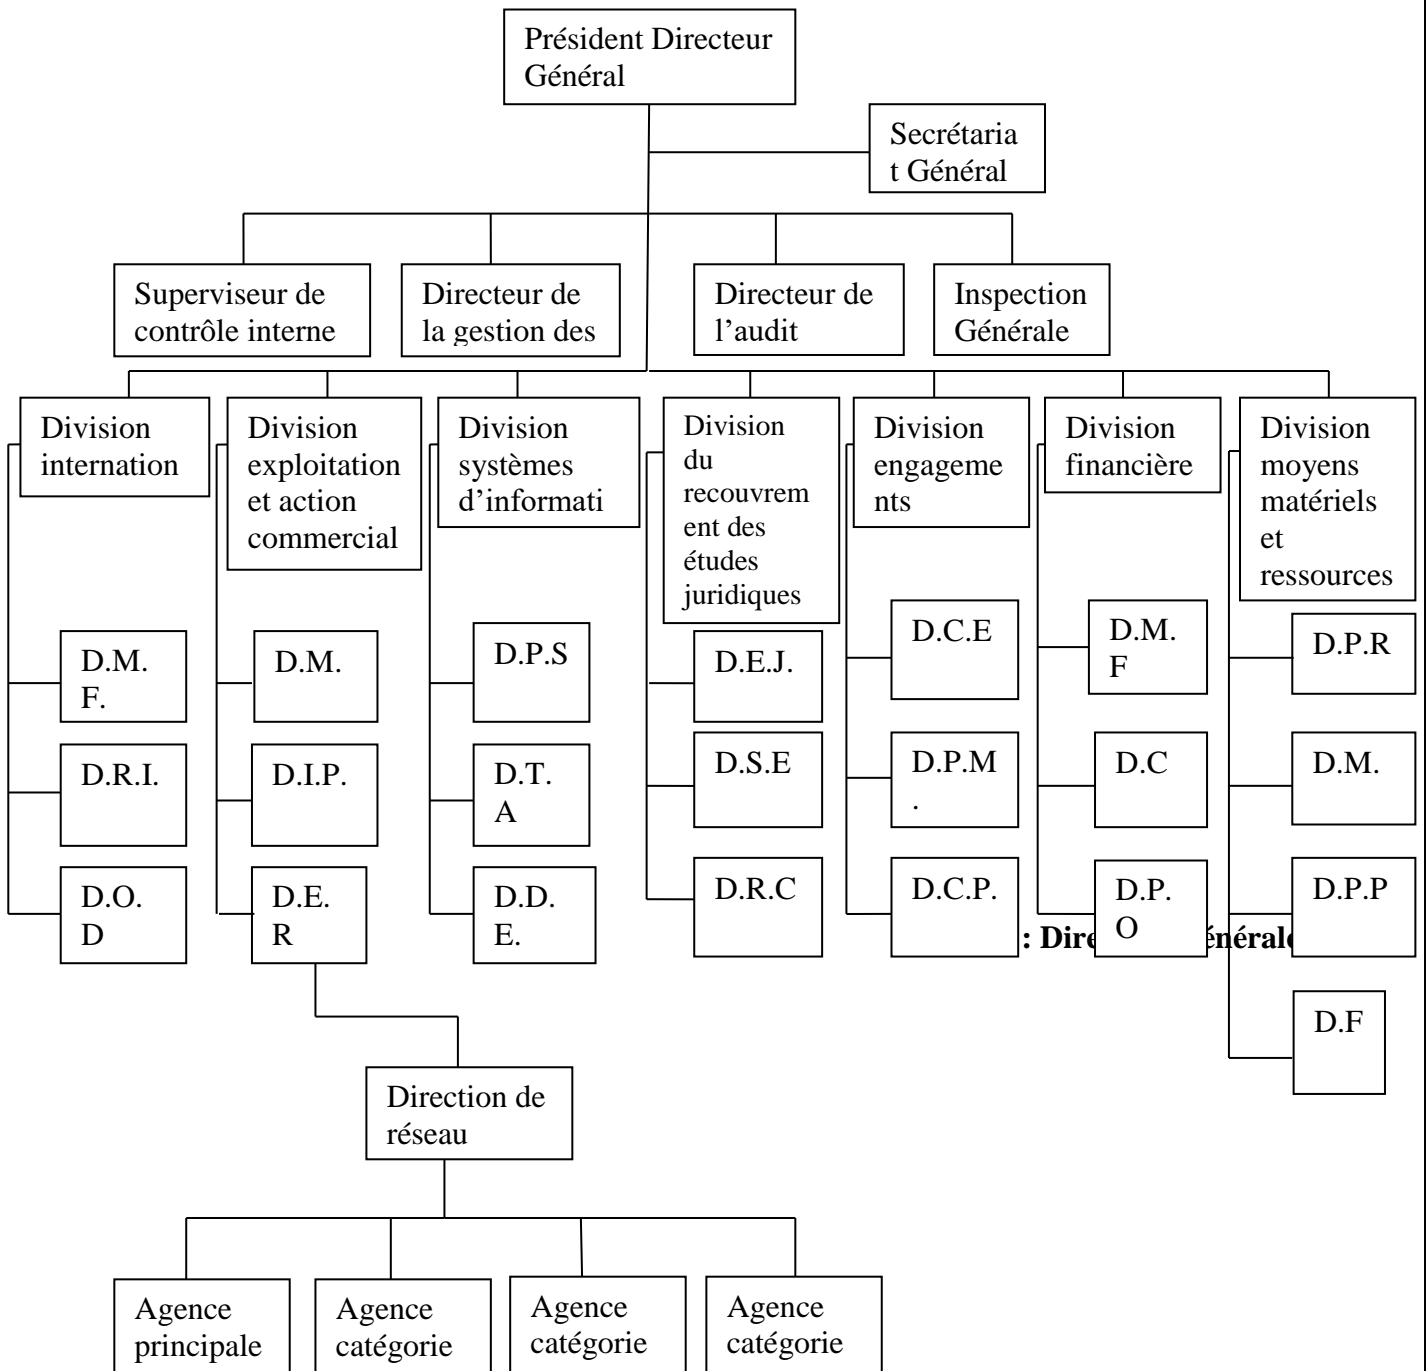 Président Directeur
Général
Secrétaria
t Général
Superviseur de
contrôle interne
Directeur de
la gestion des
Directeur de
l’audit
Inspection
Générale
Division
internation
Division
exploitation
et action
commercial
Division
systèmes
d’informati
Division
du
recouvrem
ent des
études
juridiques
Division
engageme
nts
Division
financière
Division
moyens
matériels
et
ressources
D.M.
F.
D.R.I.
D.O.
D
D.M.
D.I.P.
D.E.
R
D.P.S
D.T.
A
D.D.
E.
D.E.J.
D.S.E
D.R.C
D.C.E
D.P.M
.
D.C.P.
D.M.
F
D.C
D.P.
O
D.P.R
D.M.
D.P.P
D.F
: Dire énérale
Direction de
réseau
Agence
principale
Agence
catégorie
Agence
catégorie
Agence
catégorie